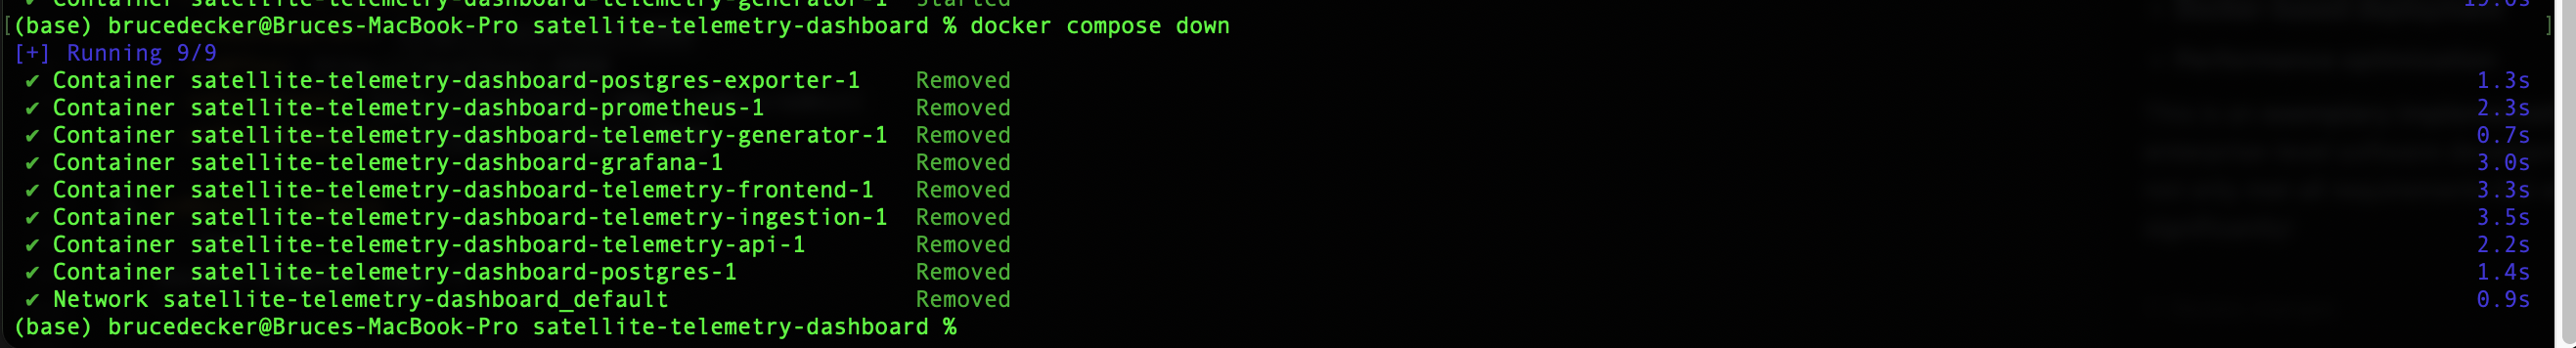 ✔ Container satellite-telemetry-dashboard-telemetry-generator-1 Started 19.6s
[(base) brucedecker@Bruces-MacBook-Pro satellite-telemetry-dashboard % docker compose down ]
[+] Running 9/9
✔ Container satellite-telemetry-dashboard-postgres-exporter-1 Removed 1.3s
✔ Container satellite-telemetry-dashboard-prometheus-1 Removed 2.3s
✔ Container satellite-telemetry-dashboard-telemetry-generator-1 Removed 0.7s
✔ Container satellite-telemetry-dashboard-grafana-1 Removed 3.0s
✔ Container satellite-telemetry-dashboard-telemetry-frontend-1 Removed 3.3s
✔ Container satellite-telemetry-dashboard-telemetry-ingestion-1 Removed 3.5s
✔ Container satellite-telemetry-dashboard-telemetry-api-1 Removed 2.2s
✔ Container satellite-telemetry-dashboard-postgres-1 Removed 1.4s
✔ Network satellite-telemetry-dashboard_default Removed 0.9s
(base) brucedecker@Bruces-MacBook-Pro satellite-telemetry-dashboard %